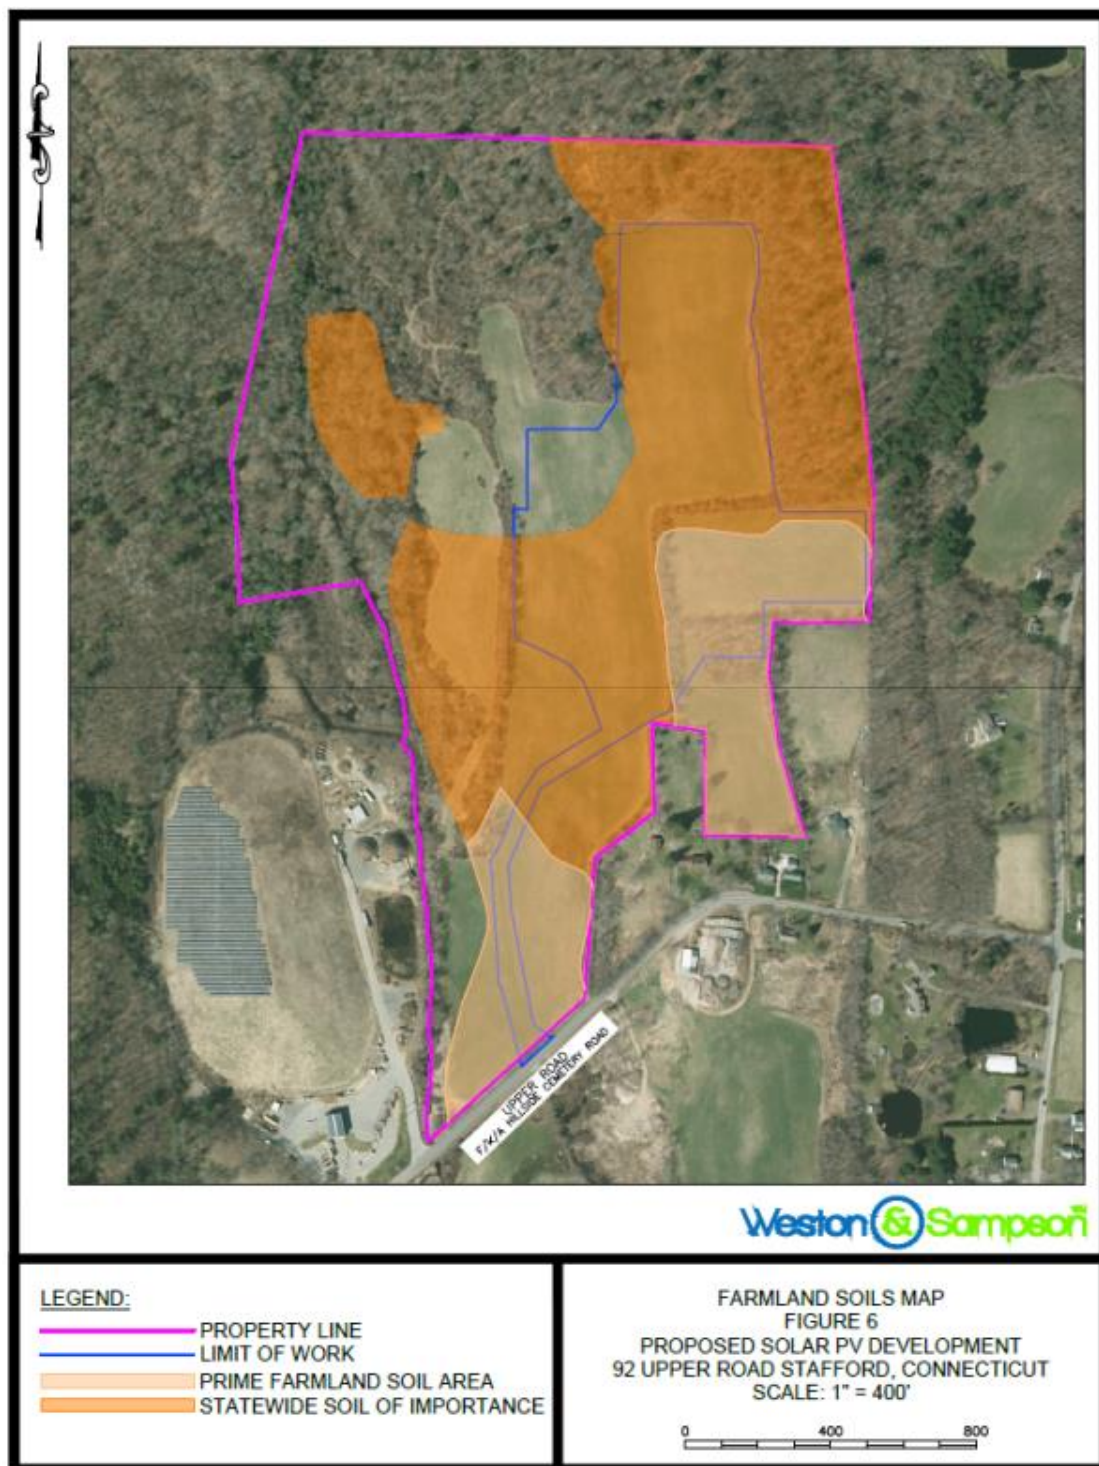 UPPER ROAD
F/K/A HILLSIDE CEMETERY ROAD
Weston & Sampson
LEGEND:
PROPERTY LINE
LIMIT OF WORK
PRIME FARMLAND SOIL AREA
STATEWIDE SOIL OF IMPORTANCE
FARMLAND SOILS MAP
FIGURE 6
PROPOSED SOLAR PV DEVELOPMENT
92 UPPER ROAD STAFFORD, CONNECTICUT
SCALE: 1" = 400'
0 400 800